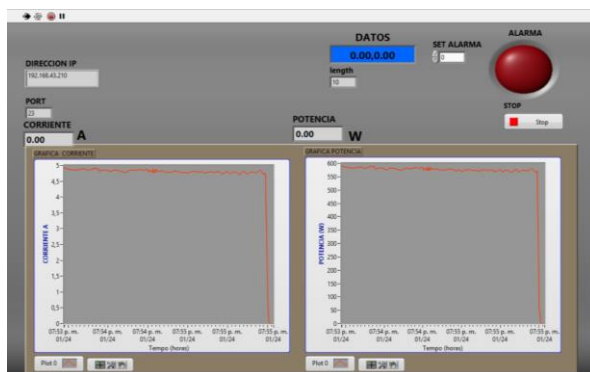 DATOS
ALARMA
0.00,0.00
SET ALARMA
0
DIRECCION IP
192.168.43.210
length
10
PORT
23
STOP
Stop
CORRIENTE
0.00 A
POTENCIA
0.00 W
GRAFICA CORRIENTE
5-
4,5-
4-
3,5-
3-
2,5-
2-
1,5-
1-
0,5-
0-
CORRIENTE A
07:53 p. m. 07:54 p. m. 07:54 p. m. 07:54 p. m. 07:55 p. m. 07:55 p. m. 07:55 p. m.
01/24 01/24 01/24 01/24 01/24 01/24 01/24
Tempo (horas)
Plot 0
GRAFICA POTENCIA
600-
550-
500-
450-
400-
350-
300-
250-
200-
150-
100-
50-
0-
POTENCIA (W)
07:53 p. m. 07:54 p. m. 07:54 p. m. 07:54 p. m. 07:55 p. m. 07:55 p. m. 07:55 p. m.
01/24 01/24 01/24 01/24 01/24 01/24 01/24
Tempo (horas)
Plot 0